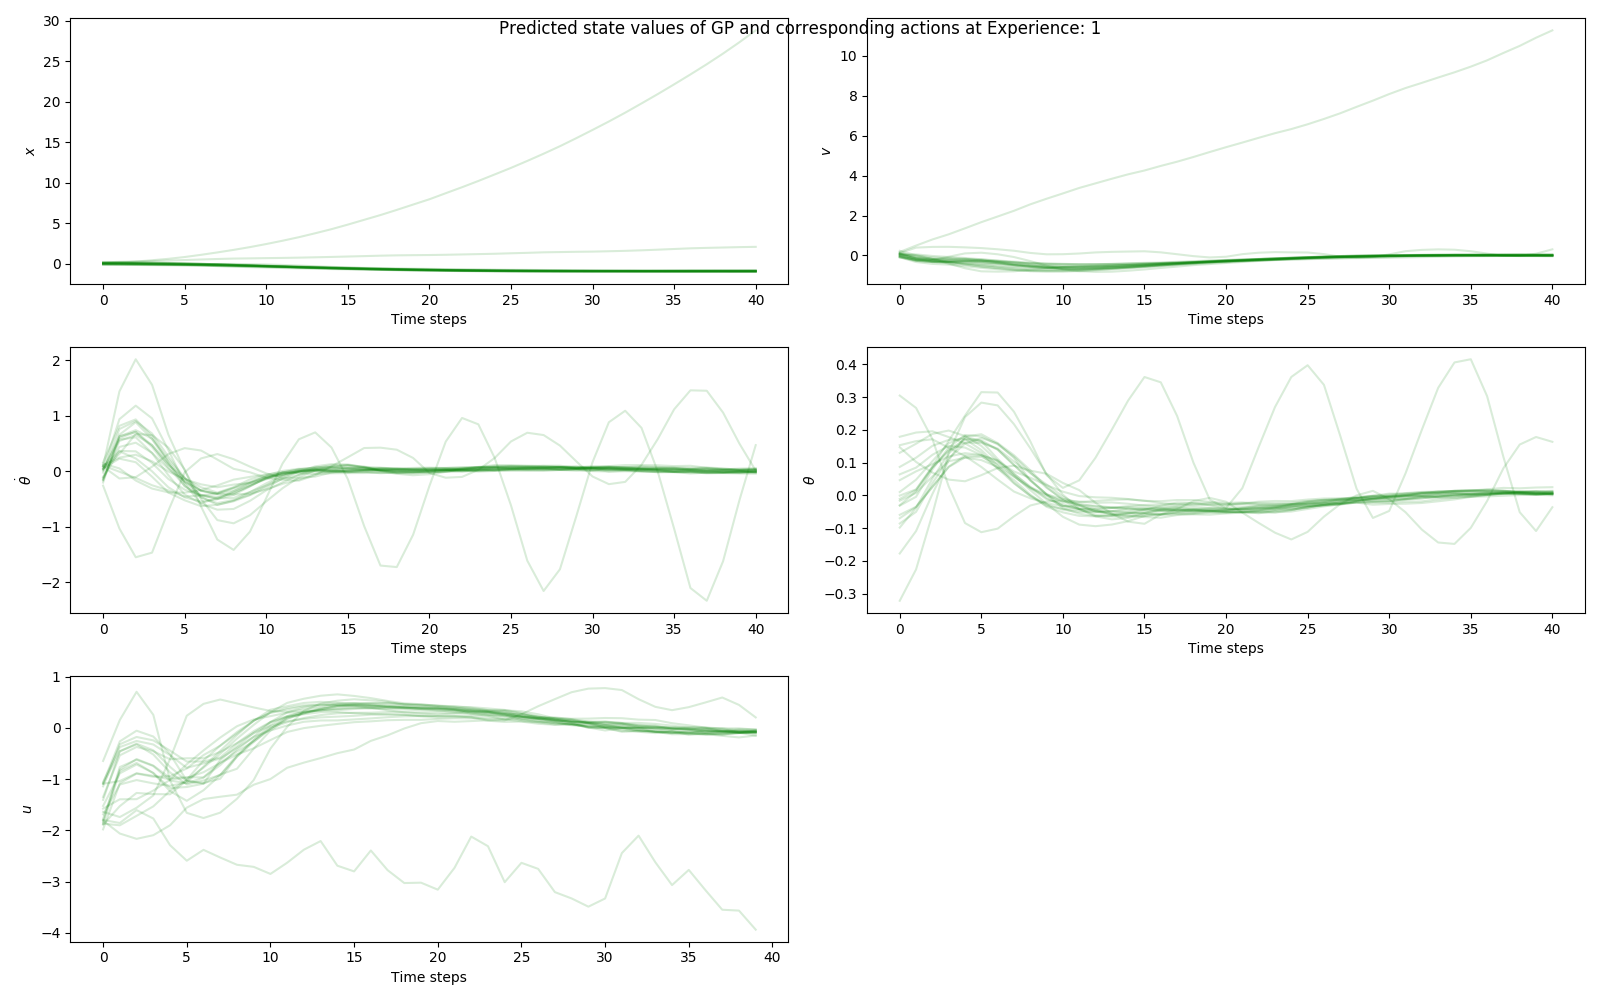 Predicted state values of GP and corresponding actions at Experience: 1
30
25
20
15
10
5
0
x
0 5 10 15 20 25 30 35 40
Time steps
10
8
6
4
2
0
v
0 5 10 15 20 25 30 35 40
Time steps
2
1
0
−1
−2
θ̇
0 5 10 15 20 25 30 35 40
Time steps
0.4
0.3
0.2
0.1
0.0
−0.1
−0.2
−0.3
θ
0 5 10 15 20 25 30 35 40
Time steps
1
0
−1
−2
−3
−4
u
0 5 10 15 20 25 30 35 40
Time steps